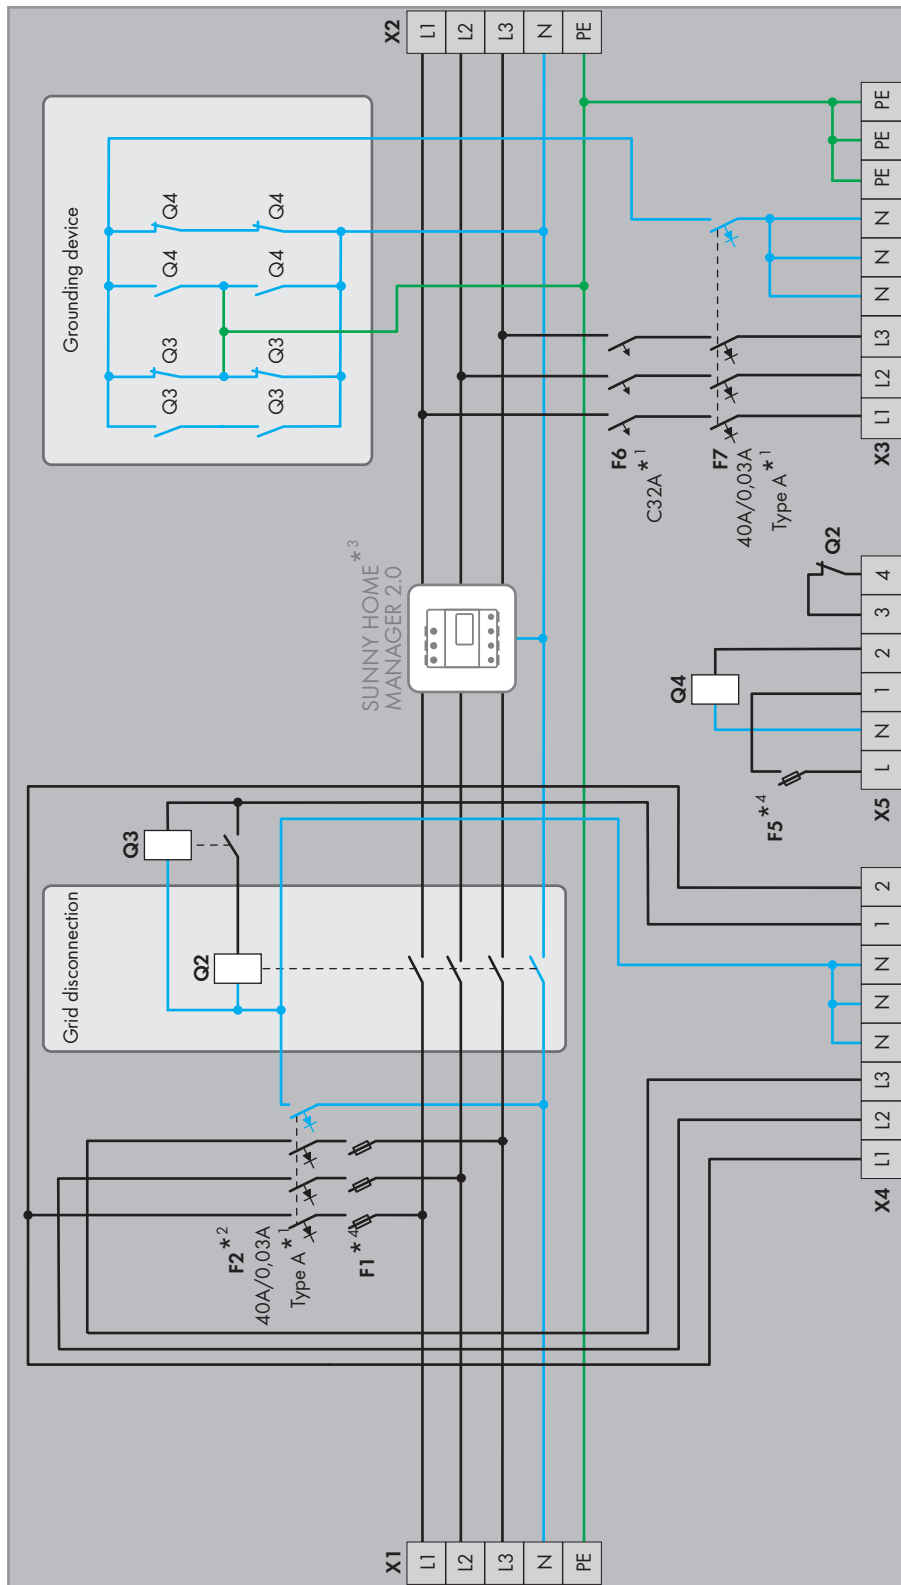 X2
L1
L2
L3
N
PE
Grounding device
Q4
Q4
Q4
Q4
Q3
Q3
Q3
Q3
PE
PE
PE
N
N
N
L3
L2
L1
X3
F6 *1
C32A
F7
40A/0,03A
Type A *1
SUNNY HOME
MANAGER 2.0 *3
Q2
4
3
2
1
N
L
X5
Q4
F5 *4
Q3
Grid disconnection
Q2
2
1
N
N
N
L3
L2
L1
X4
F2 *2
40A/0,03A
Type A *1
F1 *4
X1
L1
L2
L3
N
PE